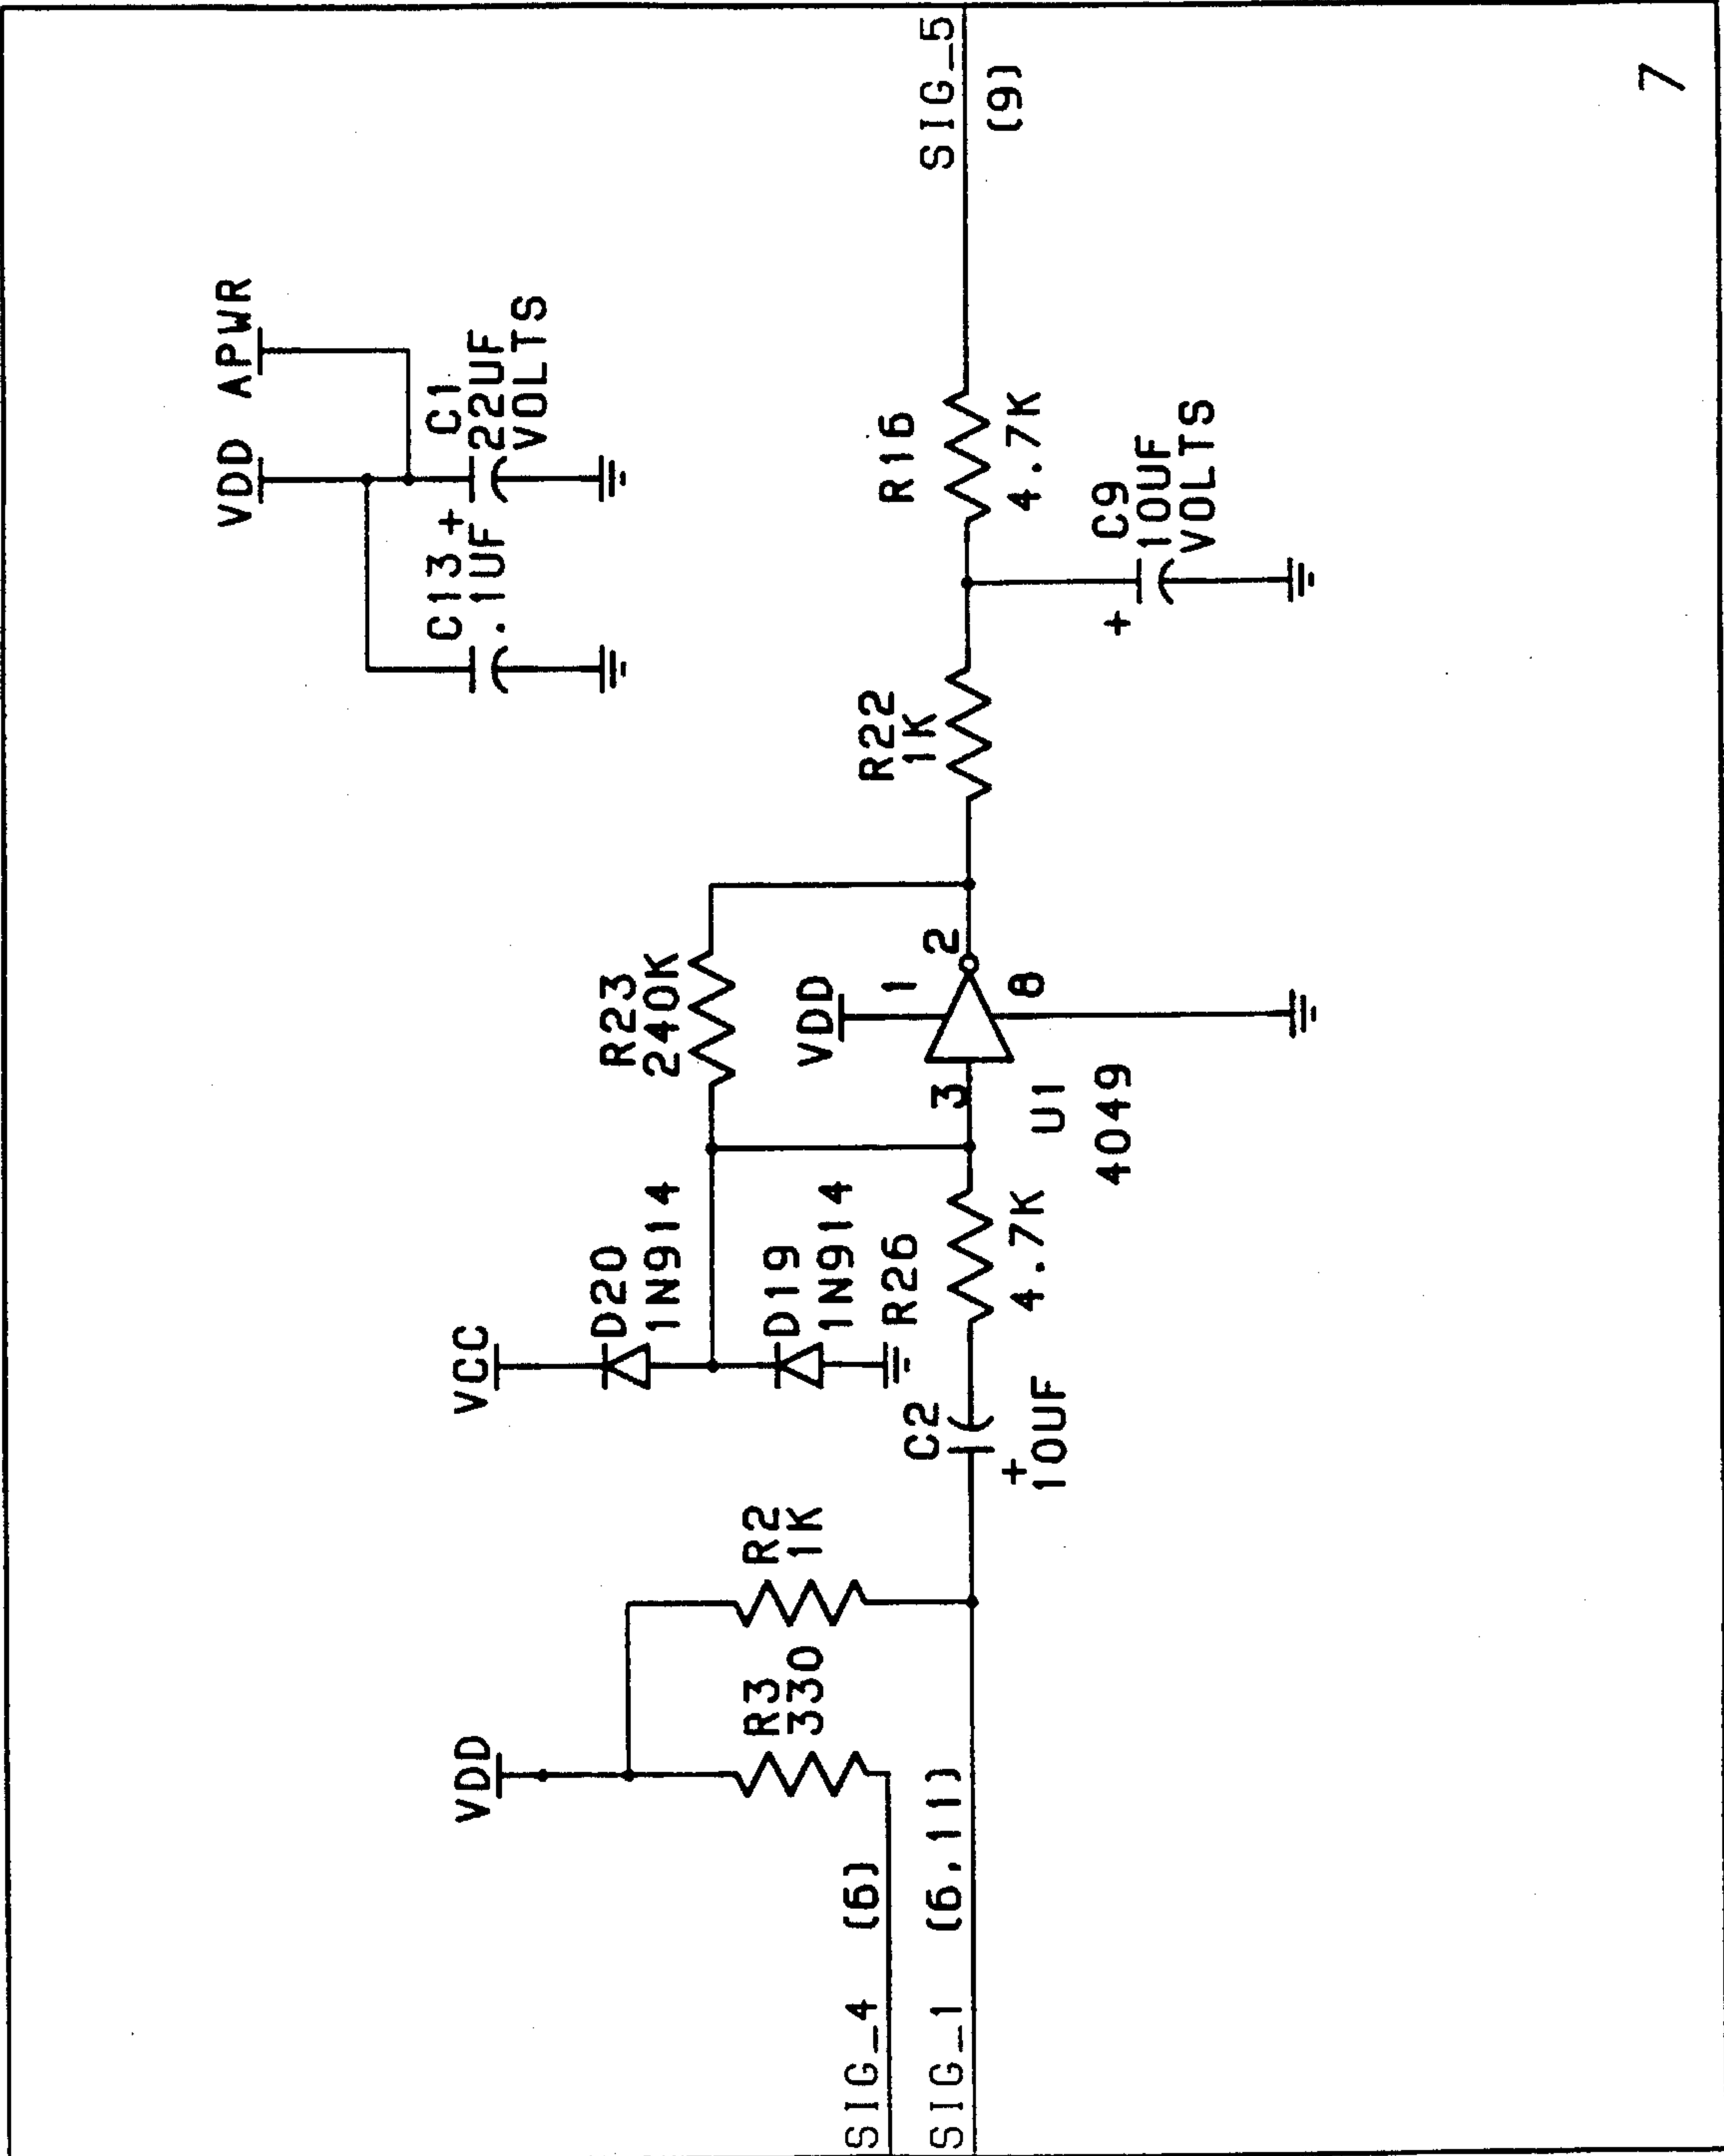 VDD APWR
C13
.1UF
+
C1
22UF
VOLTS
VCC
D20
1N914
D19
1N914
R23
240K
VDD
R3
330
R2
1K
VDD
1
2
3
8
U1
4049
C2
+
10UF
R26
4.7K
R22
1K
R16
4.7K
+
C9
10UF
VOLTS
SIG_4 (6)
SIG_1 (6,11)
SIG_5
(9)
7